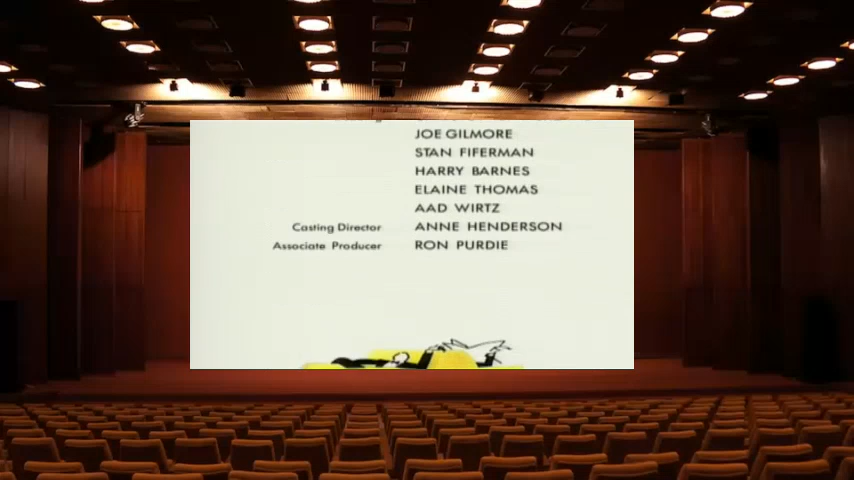 JOE GILMORE
STAN FIFERMAN
HARRY BARNES
ELAINE THOMAS
AAD WIRTZ
Casting Director ANNE HENDERSON
Associate Producer RON PURDIE